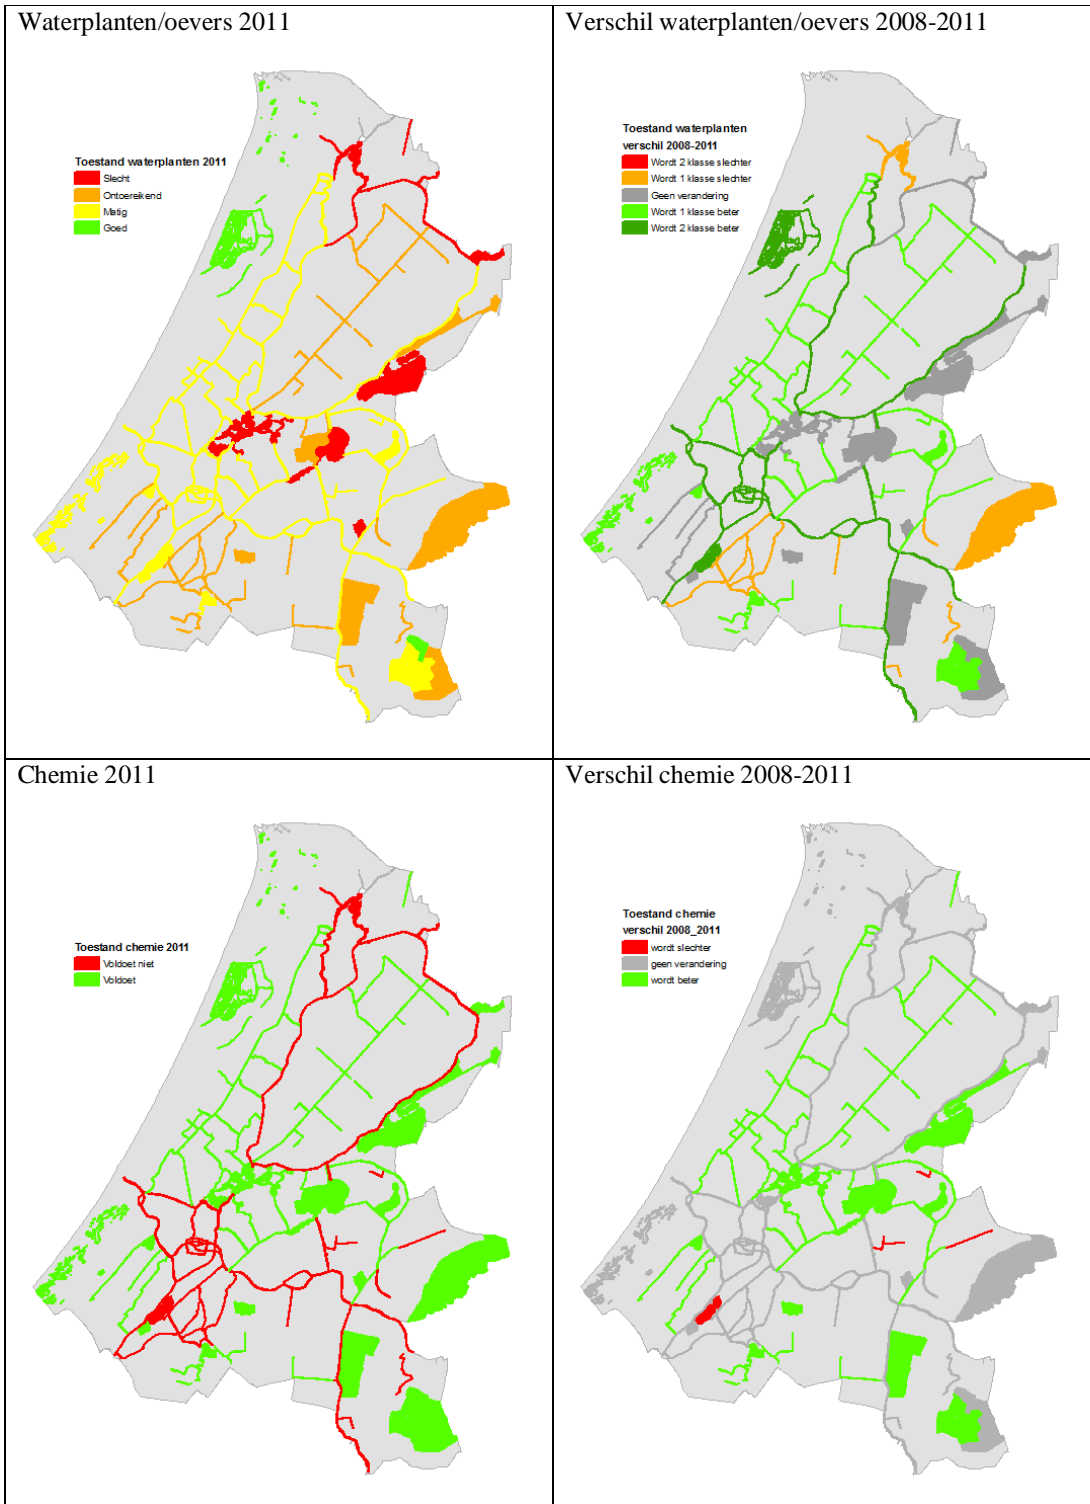 Waterplanten/oevers 2011
Toestand waterplanten 2011
Slecht
Ontoereikend
Matig
Goed
Verschil waterplanten/oevers 2008-2011
Toestand waterplanten
verschil 2008-2011
Wordt 2 klasse slechter
Wordt 1 klasse slechter
Geen verandering
Wordt 1 klasse beter
Wordt 2 klasse beter
Chemie 2011
Toestand chemie 2011
Voldoet niet
Voldoet
Verschil chemie 2008-2011
Toestand chemie
verschil 2008_2011
wordt slechter
geen verandering
wordt beter